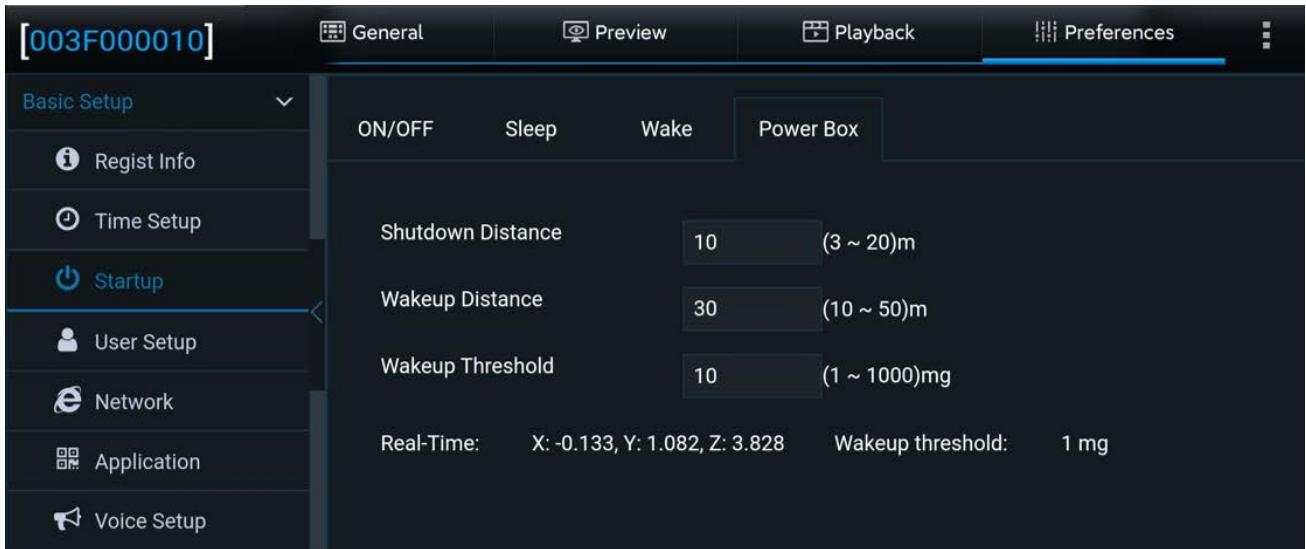 [003F000010]
General
Preview
Playback
Preferences
Basic Setup
Regist Info
Time Setup
Startup
User Setup
Network
Application
Voice Setup
ON/OFF Sleep Wake Power Box
Shutdown Distance 10 (3 ~ 20)m
Wakeup Distance 30 (10 ~ 50)m
Wakeup Threshold 10 (1 ~ 1000)mg
Real-Time: X: -0.133, Y: 1.082, Z: 3.828 Wakeup threshold: 1 mg